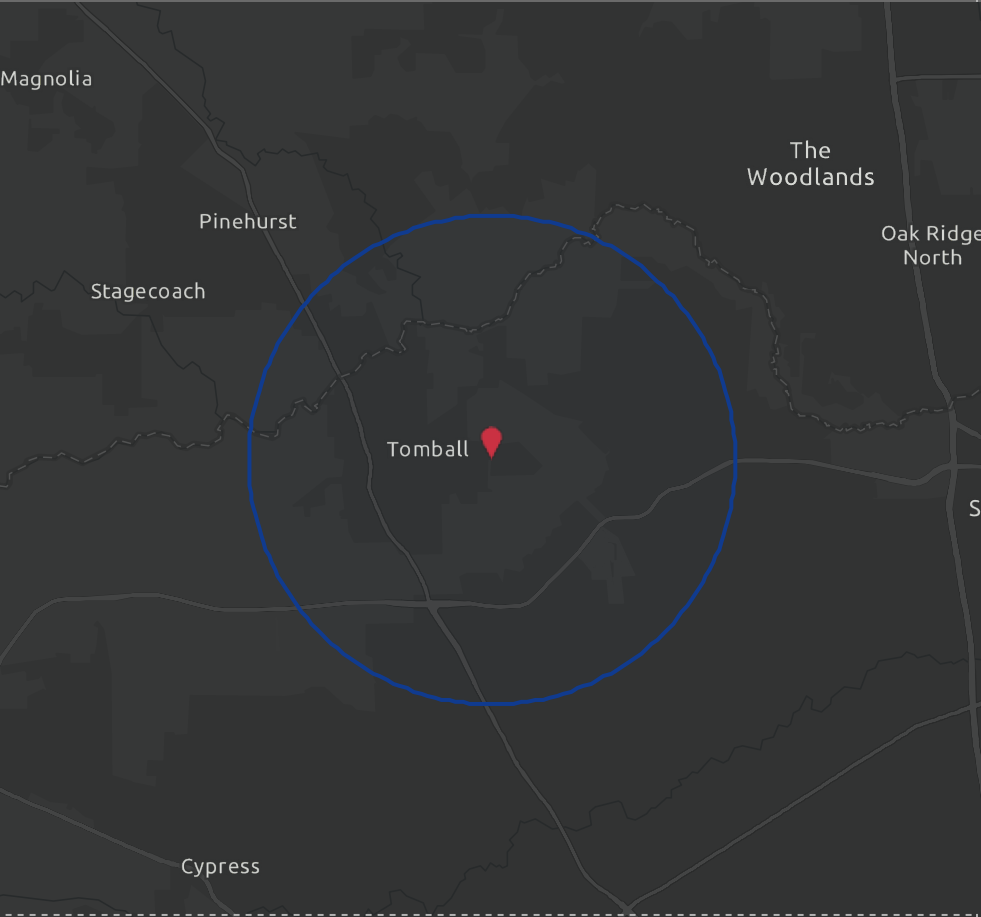 Magnolia
The
Woodlands
Pinehurst
Oak Ridge
North
Stagecoach
Tomball
S
Cypress